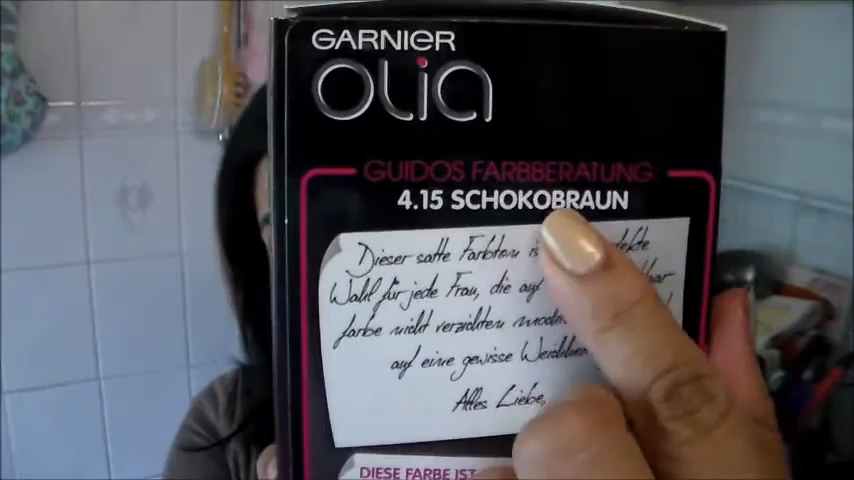 GARNIER
Olia
GUIDOS FARBBERATUNG
4.15 SCHOKOBRAUN
Dieser satte Farbton
Wahl für jede Frau, die auf
farbe nicht verzichten
auf eine gewisse
Alles Liebe,
DIESE FARBE IST